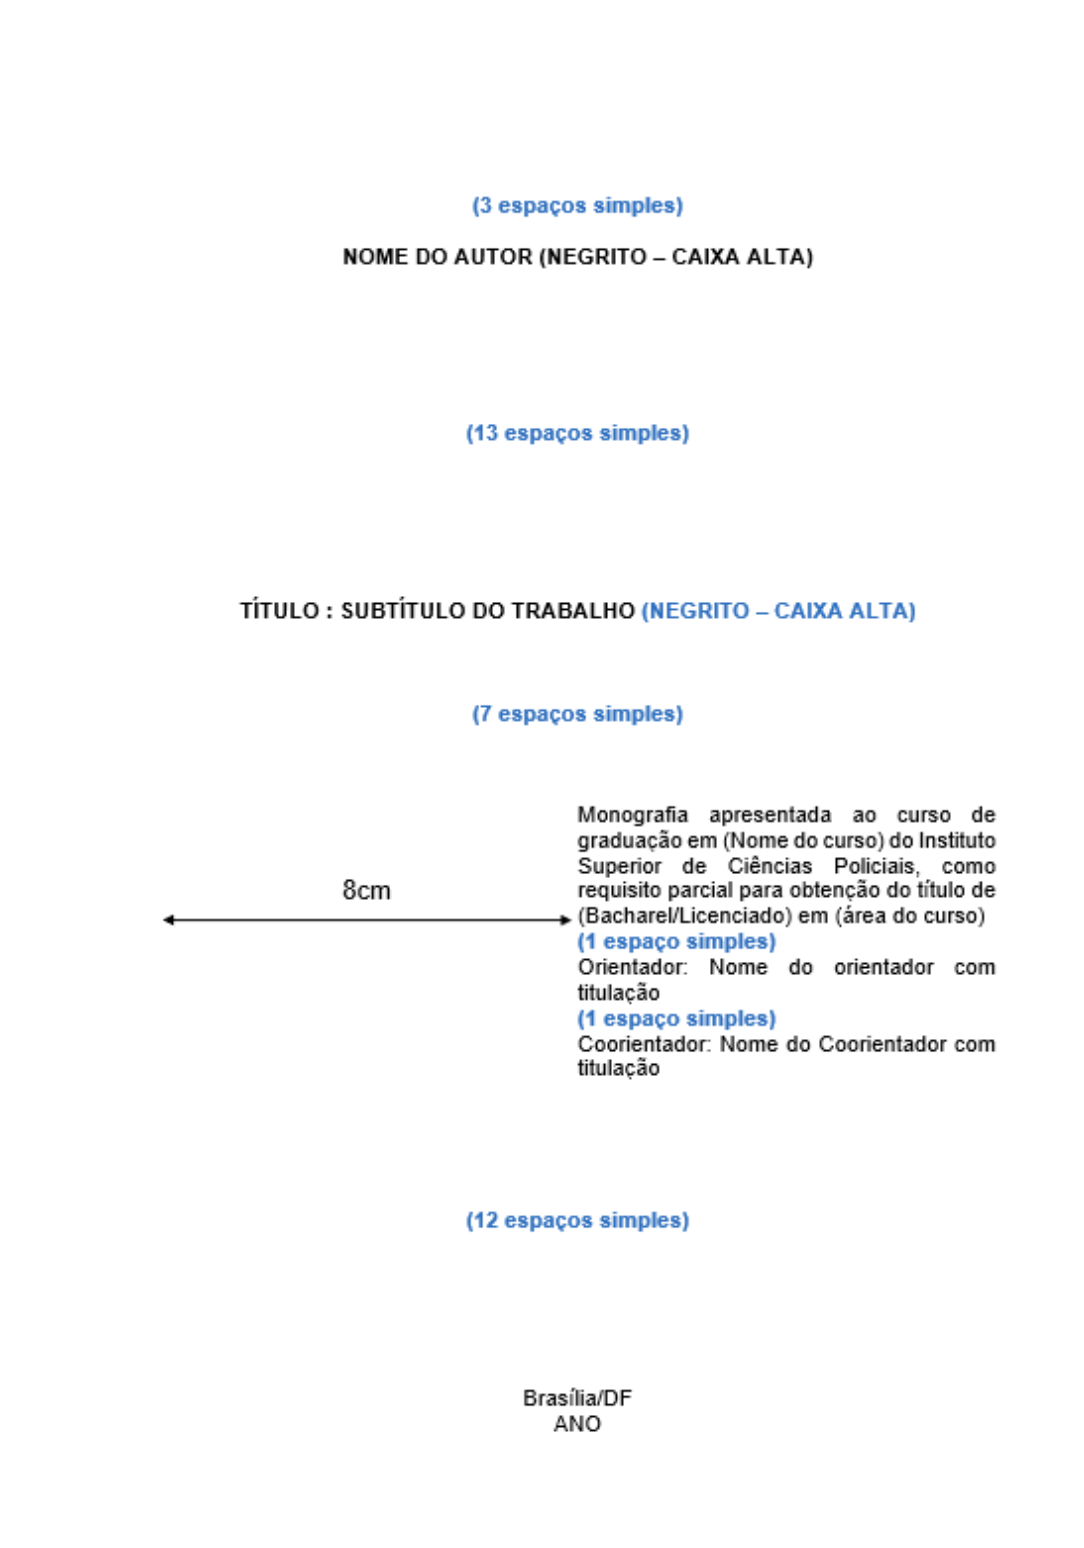 (3 espaços simples)
NOME DO AUTOR (NEGRITO – CAIXA ALTA)
(13 espaços simples)
TÍTULO : SUBTÍTULO DO TRABALHO (NEGRITO – CAIXA ALTA)
(7 espaços simples)
Monografia apresentada ao curso de
graduação em (Nome do curso) do Instituto
Superior de Ciências Policiais, como
requisito parcial para obtenção do título de
(Bacharel/Licenciado) em (área do curso)
8cm
(1 espaço simples)
Orientador: Nome do orientador com
titulação
(1 espaço simples)
Coorientador: Nome do Coorientador com
titulação
(12 espaços simples)
Brasília/DF
ANO